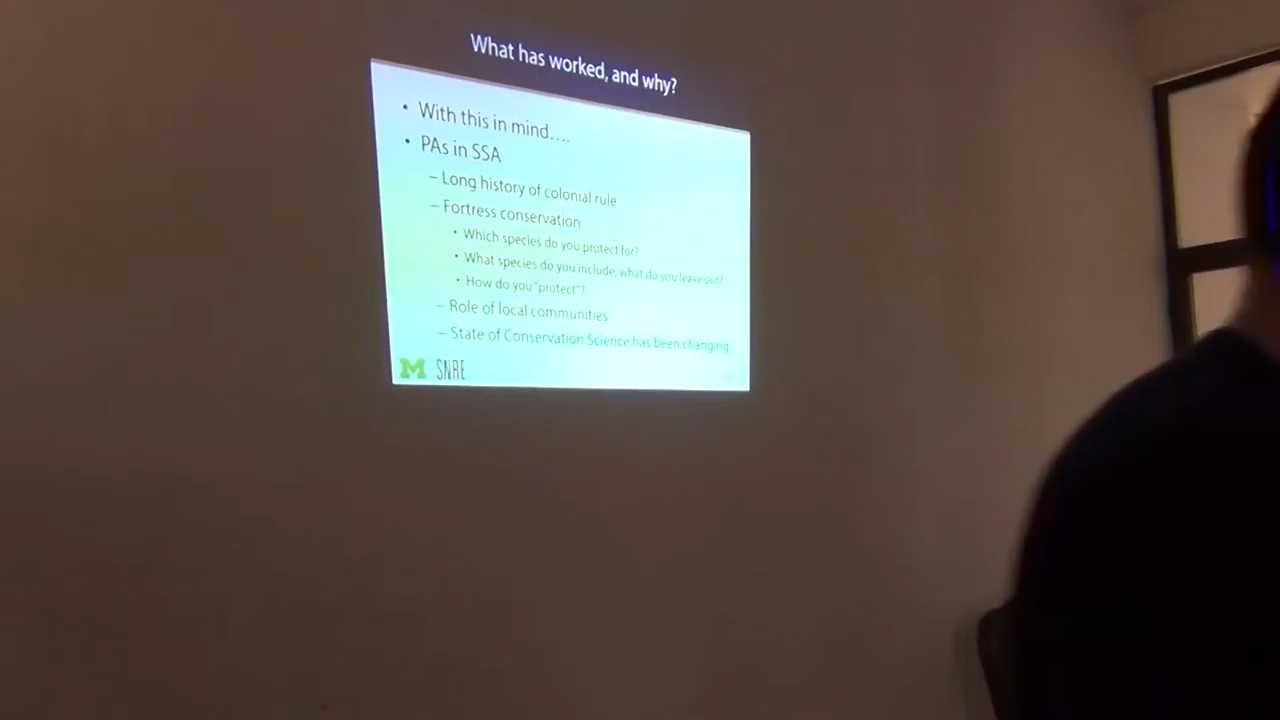 What has worked, and why?
• With this in mind....
• PAs in SSA
– Long history of colonial rule
– Fortress conservation
• Which species do you protect for?
• What species do you include, what do you leave out?
• How do you "protect"?
– Role of local communities
– State of Conservation Science has been changing
M SNRE